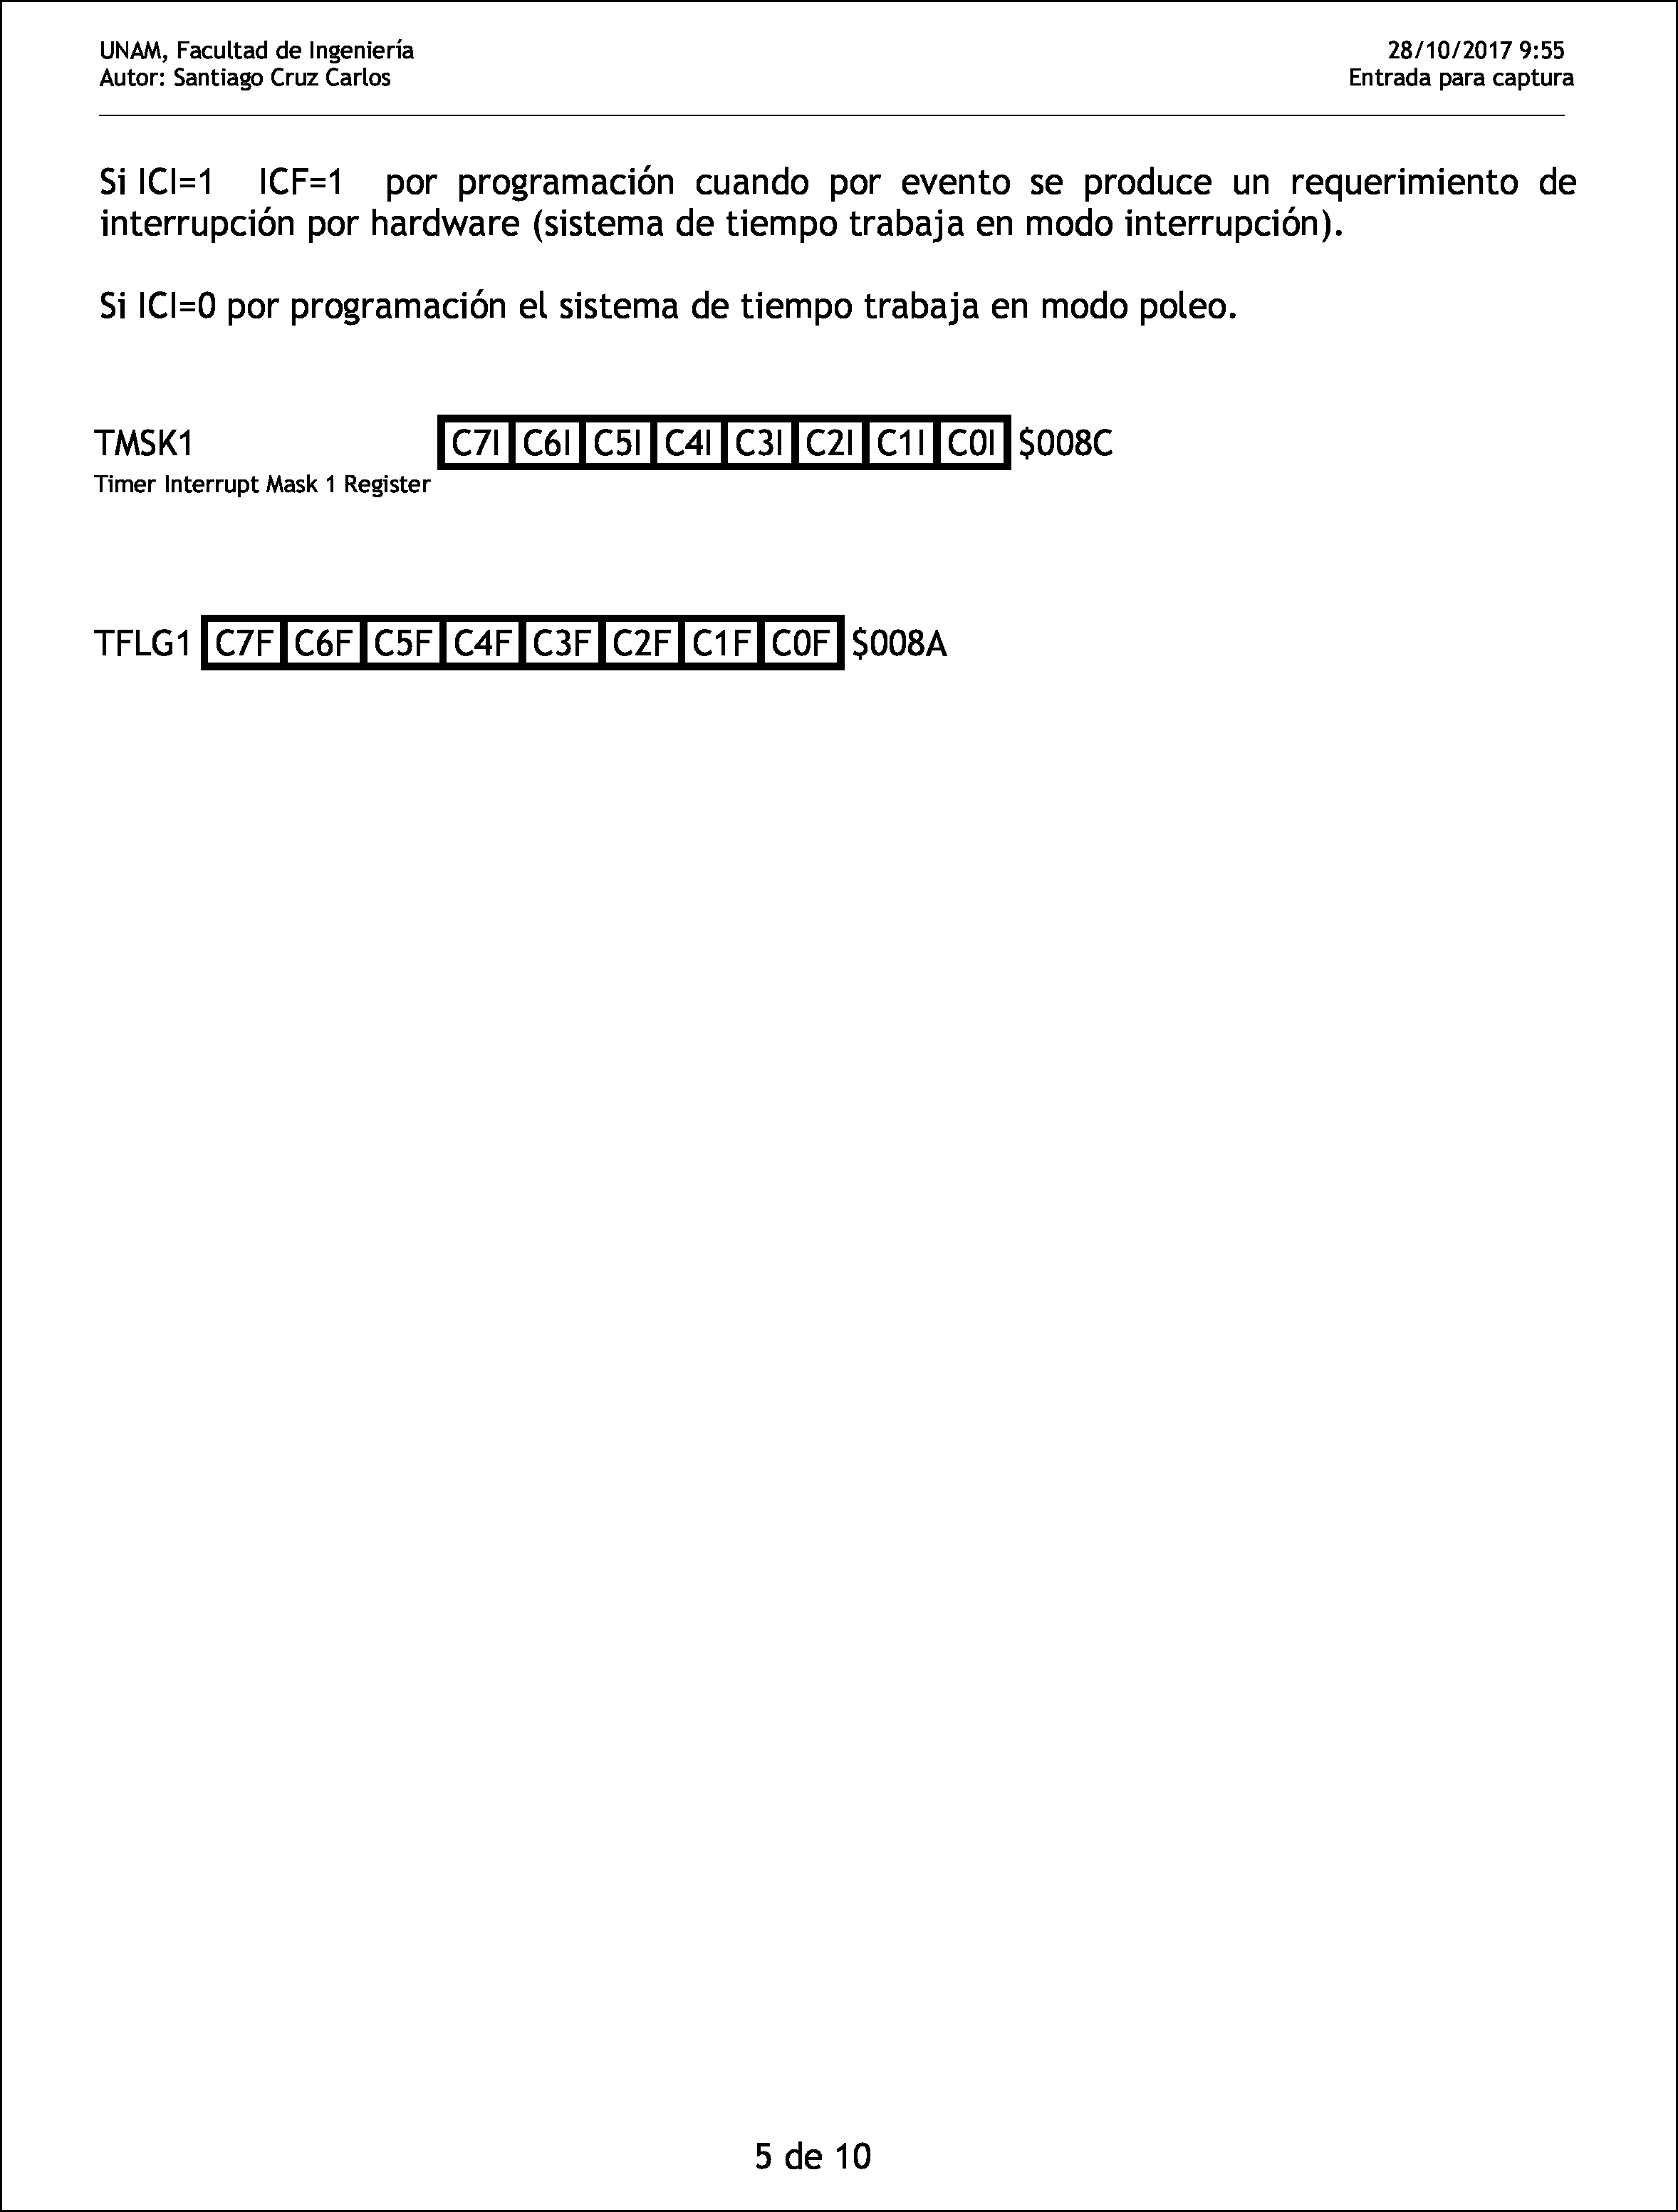 UNAM, Facultad de Ingeniería 28/10/2017 9:55
Autor: Santiago Cruz Carlos Entrada para captura
Si ICI=1 ICF=1 por programación cuando por evento se produce un requerimiento de
interrupción por hardware (sistema de tiempo trabaja en modo interrupción).
Si ICI=0 por programación el sistema de tiempo trabaja en modo poleo.
TMSK1 C7I C6I C5I C4I C3I C2I C1I C0I $008C
Timer Interrupt Mask 1 Register
TFLG1 C7F C6F C5F C4F C3F C2F C1F C0F $008A
5 de 10